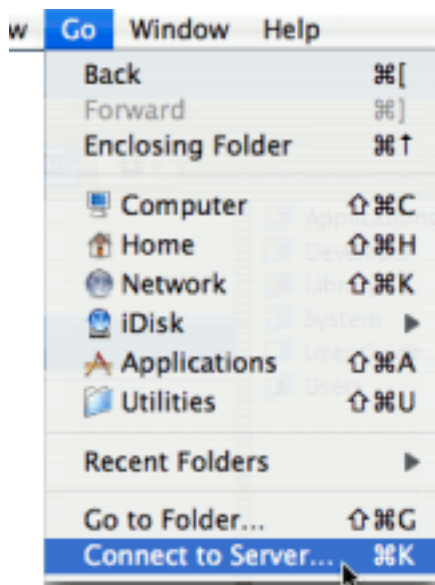 w Go Window Help
Back ⌘[
Forward ⌘]
Enclosing Folder ⌘↑
Computer ⇧⌘C
Home ⇧⌘H
Network ⇧⌘K
iDisk ▶
Applications ⇧⌘A
Utilities ⇧⌘U
Recent Folders ▶
Go to Folder... ⇧⌘G
Connect to Server... ⌘K